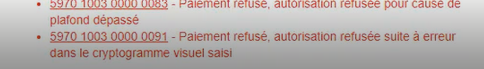 • 5970 1003 0000 0083 - Paiement refusé, autorisation refusée pour cause de
plafond dépassé
• 5970 1003 0000 0091 - Paiement refusé, autorisation refusée suite à erreur
dans le cryptogramme visuel saisi